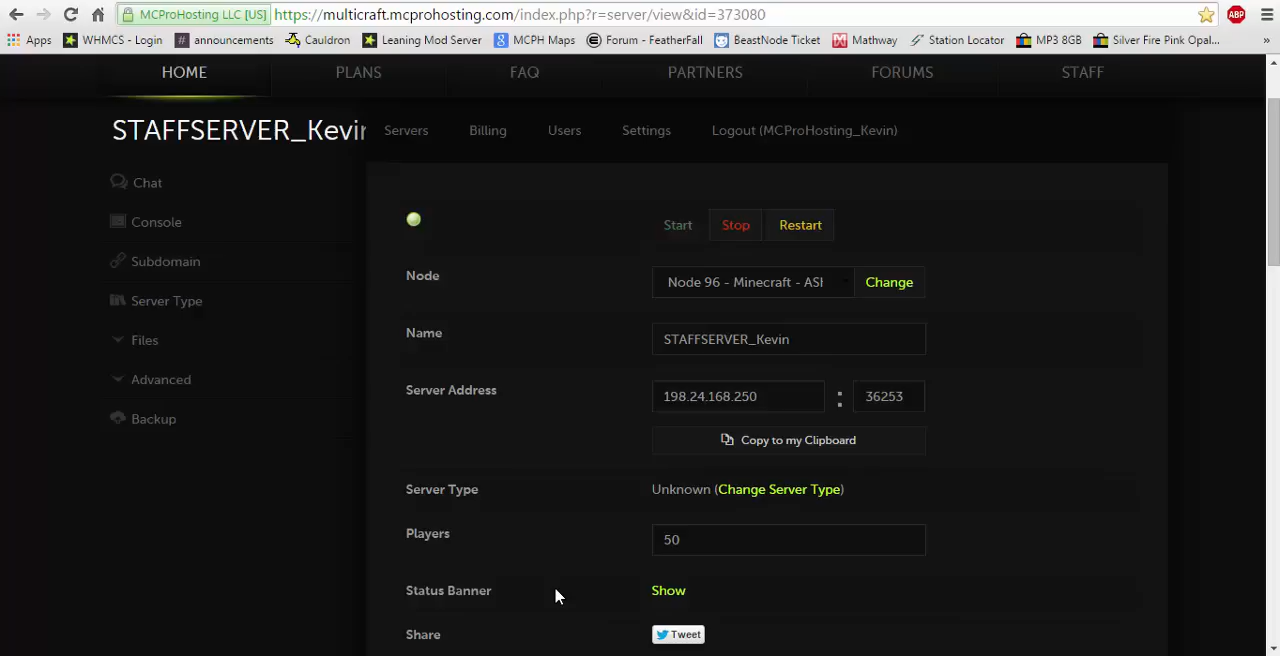 MCProHosting LLC [US] https://multicraft.mcprohosting.com/index.php?r=server/view&id=373080 ABP
Apps WHMCS - Login # announcements Cauldron Leaning Mod Server MCPH Maps Forum - FeatherFall BeastNode Ticket Mathway Station Locator MP3 8GB Silver Fire Pink Opal... »
HOME PLANS FAQ PARTNERS FORUMS STAFF
STAFFSERVER_Kevin Servers Billing Users Settings Logout (MCProHosting_Kevin)
Chat
Console
Subdomain
Server Type
Files
Advanced
Backup
Start Stop Restart
Node Node 96 - Minecraft - ASH Change
Name STAFFSERVER_Kevin
Server Address 198.24.168.250 : 36253
Copy to my Clipboard
Server Type Unknown (Change Server Type)
Players 50
Status Banner Show
Share Tweet